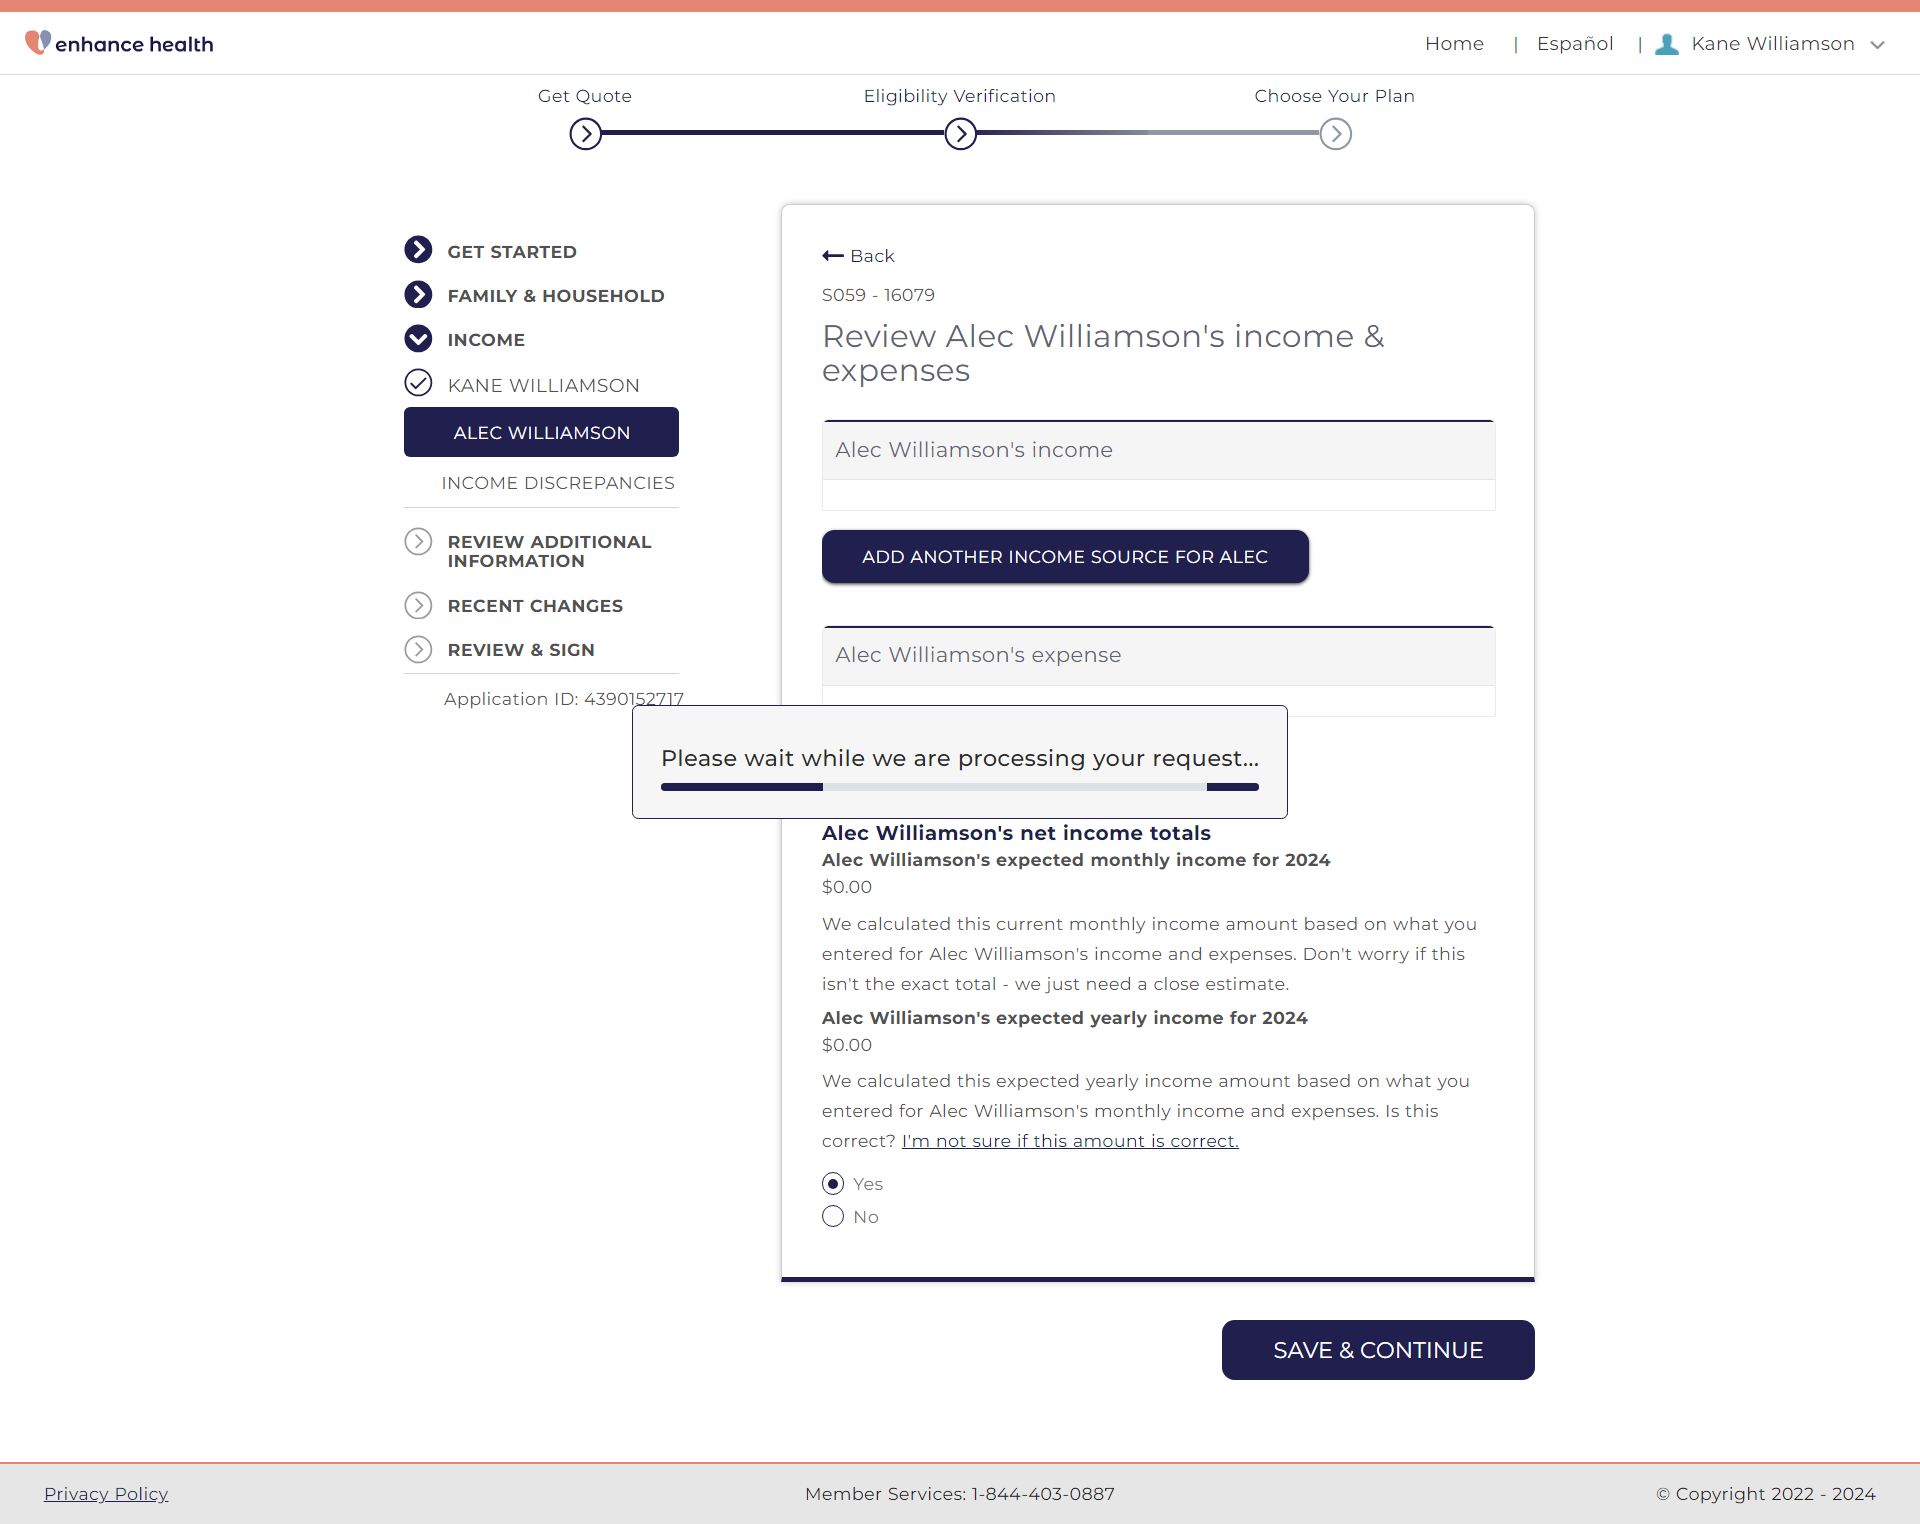 enhance health
Home | Español | Kane Williamson
Get Quote
Eligibility Verification
Choose Your Plan
GET STARTED
FAMILY & HOUSEHOLD
INCOME
KANE WILLIAMSON
ALEC WILLIAMSON
INCOME DISCREPANCIES
REVIEW ADDITIONAL
INFORMATION
RECENT CHANGES
REVIEW & SIGN
Application ID: 4390152717
Back
S059 - 16079
Review Alec Williamson's income &
expenses
Alec Williamson's income
ADD ANOTHER INCOME SOURCE FOR ALEC
Alec Williamson's expense
Please wait while we are processing your request...
Alec Williamson's net income totals
Alec Williamson's expected monthly income for 2024
$0.00
We calculated this current monthly income amount based on what you
entered for Alec Williamson's income and expenses. Don't worry if this
isn't the exact total - we just need a close estimate.
Alec Williamson's expected yearly income for 2024
$0.00
We calculated this expected yearly income amount based on what you
entered for Alec Williamson's monthly income and expenses. Is this
correct? I'm not sure if this amount is correct.
Yes
No
SAVE & CONTINUE
Privacy Policy
Member Services: 1-844-403-0887
© Copyright 2022 - 2024